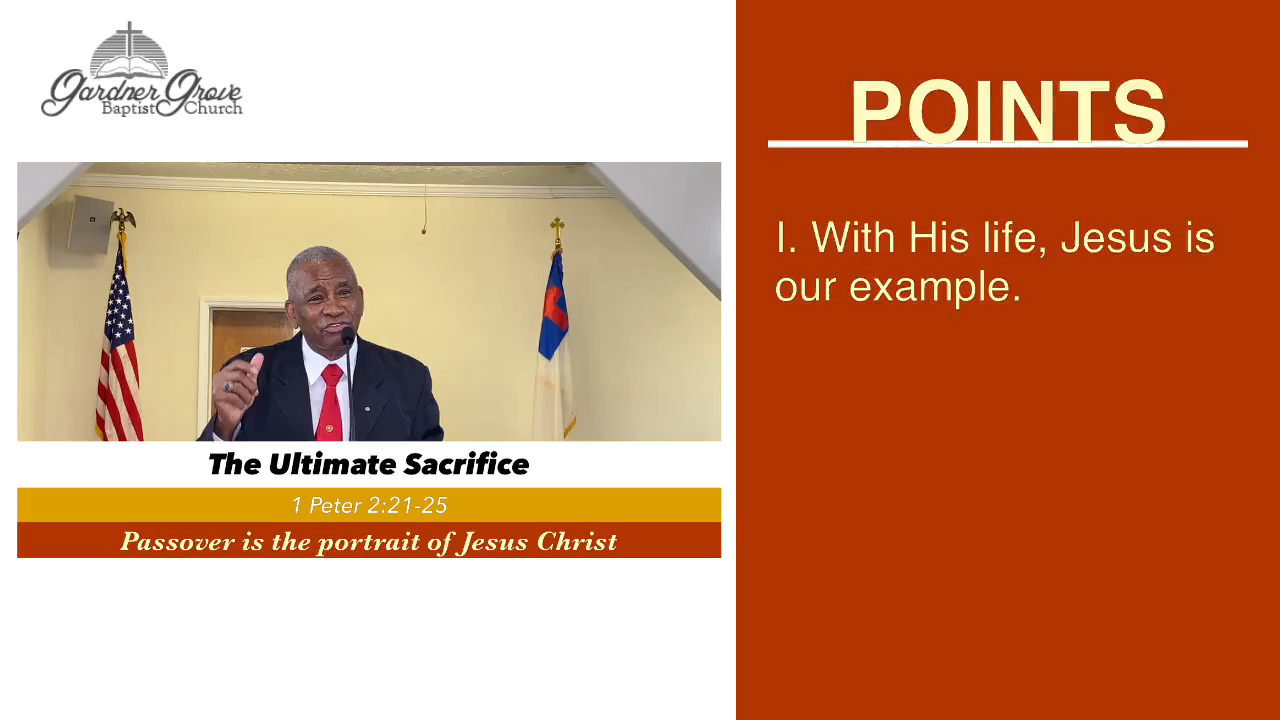 Gardner Grove
Baptist Church
The Ultimate Sacrifice
1 Peter 2:21-25
Passover is the portrait of Jesus Christ
POINTS
I. With His life, Jesus is
our example.